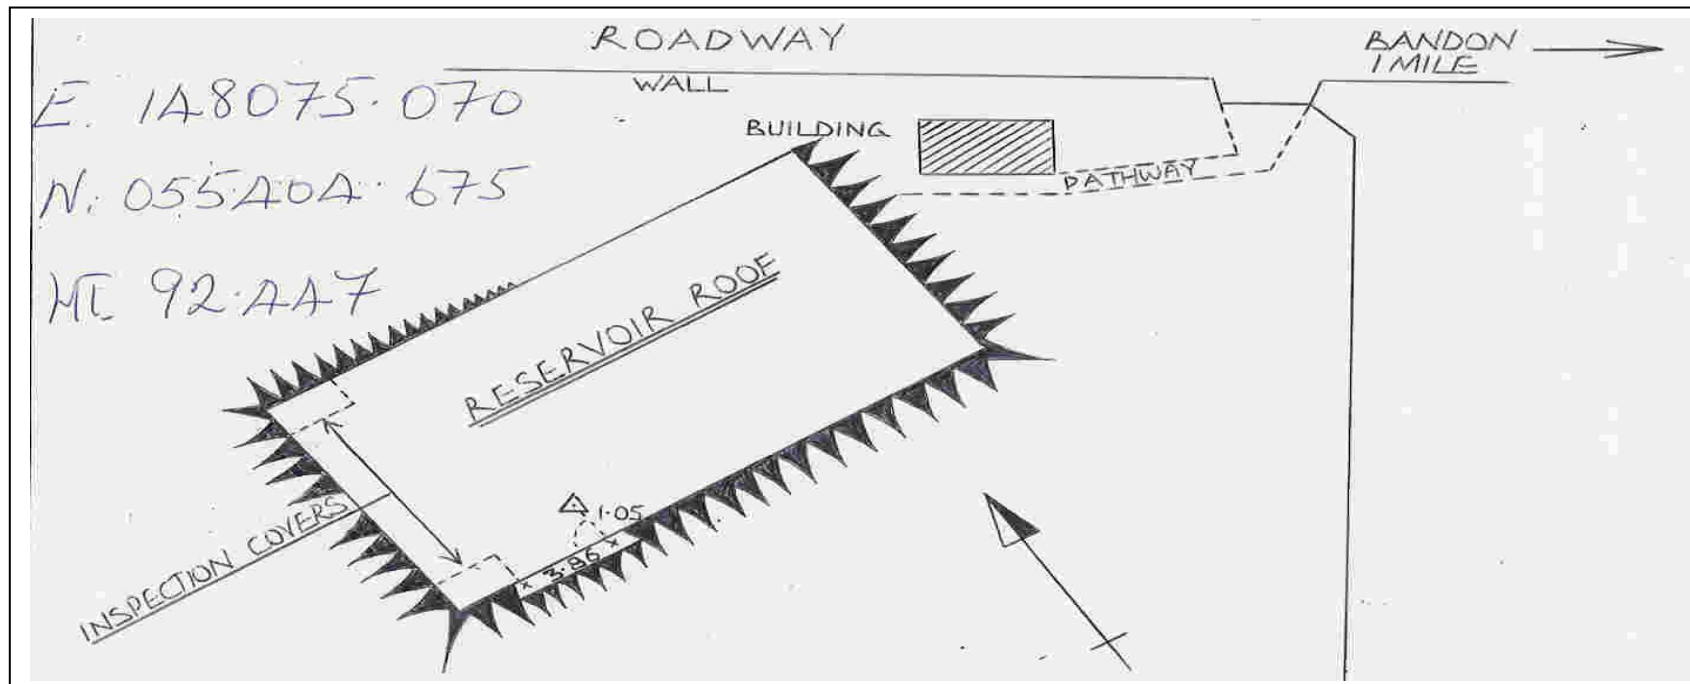 ROADWAY
BANDON
1 MILE
WALL
E. 148075.070
BUILDING
PATHWAY
N. 055404.675
HT. 92.447
RESERVOIR ROOF
1.05
3.86
INSPECTION COVERS